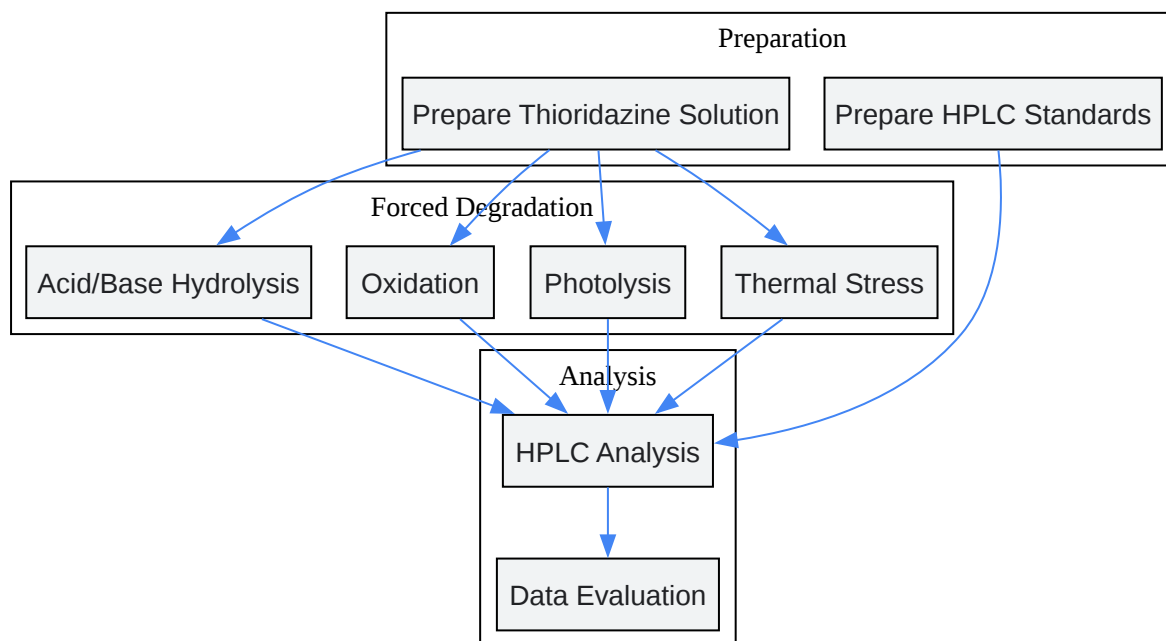 Preparation
Prepare Thioridazine Solution
Prepare HPLC Standards
Forced Degradation
Acid/Base Hydrolysis
Oxidation
Photolysis
Thermal Stress
Analysis
HPLC Analysis
Data Evaluation